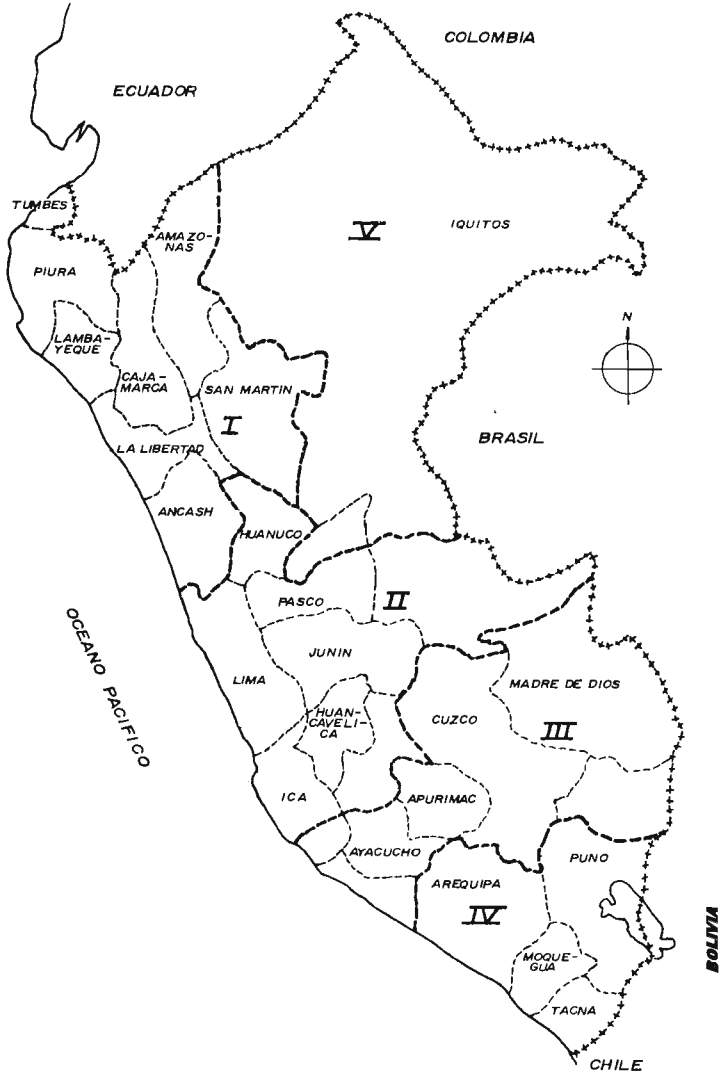 COLOMBIA
ECUADOR
TUMBES
AMAZO-
NAS
V
IQUITOS
PIURA
N
LAMBA-
YEQUE
CAJA-
MARCA
SAN MARTIN
I
BRASIL
LA LIBERTAD
ANCASH
HUANUCO
PASCO
II
OCEANO PACIFICO
JUNIN
LIMA
MADRE DE DIOS
HUAN-
CAVELI-
CA
CUZCO
III
ICA
APURIMAC
AYACUCHO
PUNO
AREQUIPA
IV
BOLIVIA
MOQUE-
GUA
TACNA
CHILE